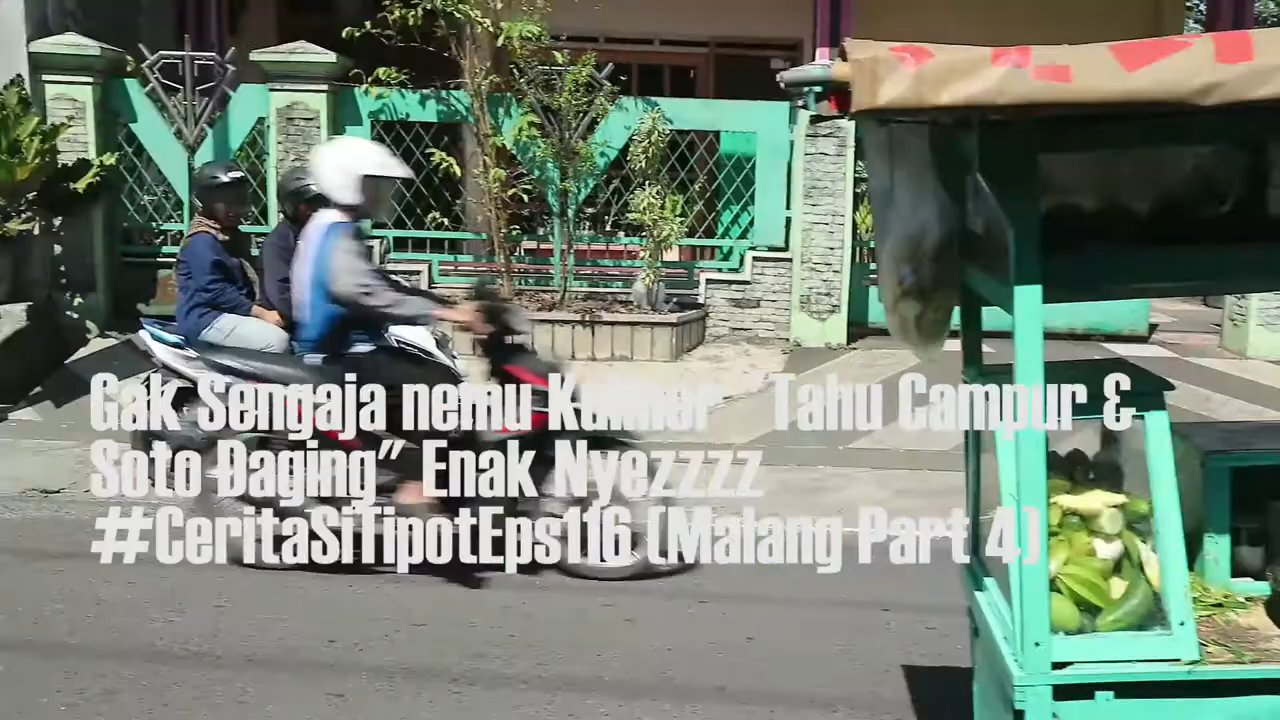 Gak Sengaja nemu Kuliner "Tahu Campur &
Soto Daging" Enak Nyezzzz
#CeritaSiTipotEps116 (Malang Part 4)